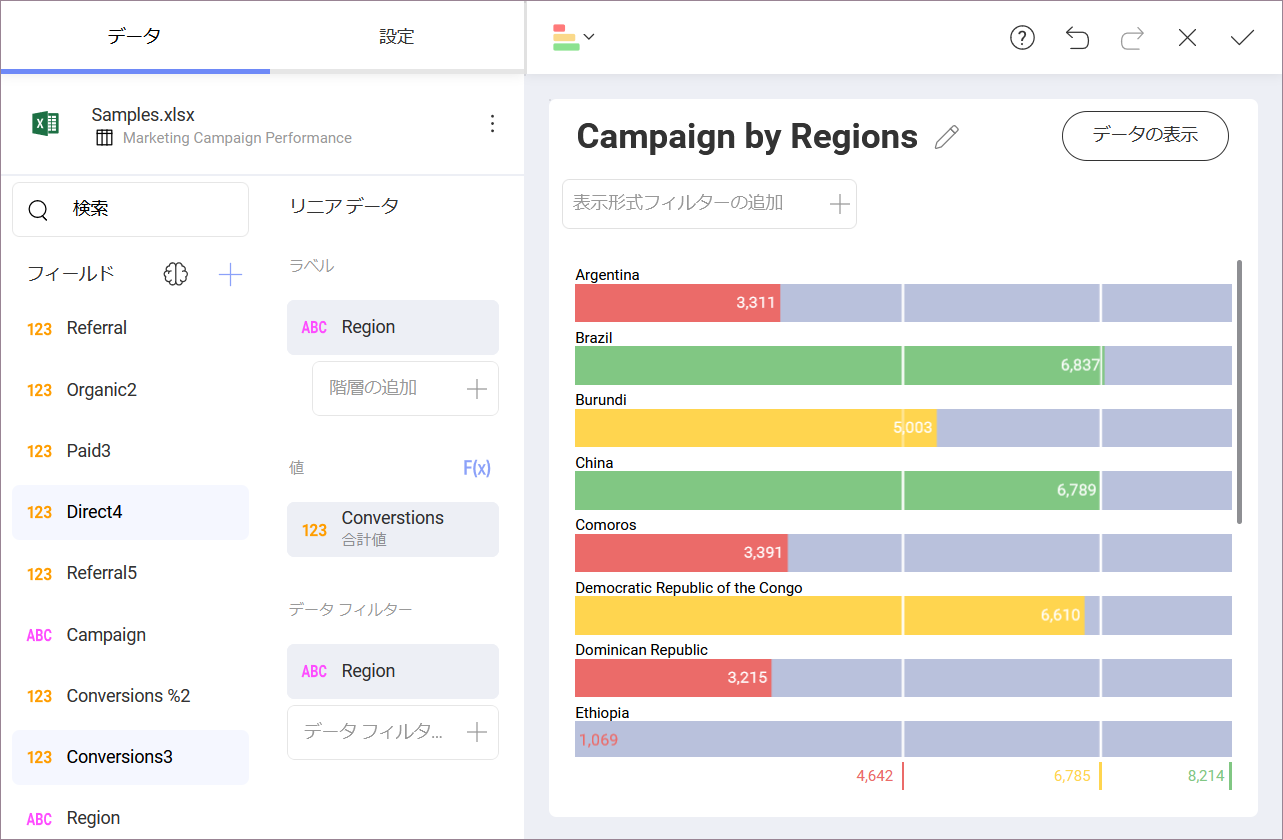 データ
設定
Samples.xlsx
Marketing Campaign Performance
検索
フィールド
123 Referral
123 Organic2
123 Paid3
123 Direct4
123 Referral5
ABC Campaign
123 Conversions %2
123 Conversions3
ABC Region
リニア データ
ラベル
ABC Region
階層の追加
値
F(x)
123 Converstions
合計値
データ フィルター
ABC Region
データ フィルタ...
Campaign by Regions
データの表示
表示形式フィルターの追加
Argentina
3,311
Brazil
6,837
Burundi
5,003
China
6,789
Comoros
3,391
Democratic Republic of the Congo
6,610
Dominican Republic
3,215
Ethiopia
1,069
4,642
6,785
8,214